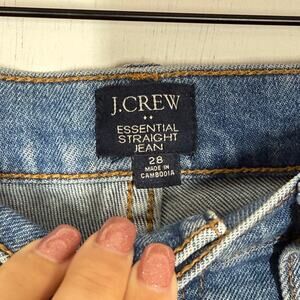 J.CREW
ESSENTIAL
STRAIGHT
JEAN
28
MADE IN
CAMBODIA